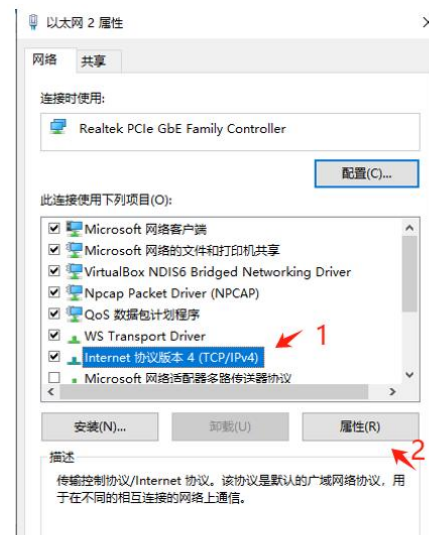 以太网 2 属性
网络 共享
连接时使用:
Realtek PCIe GbE Family Controller
配置(C)...
此连接使用下列项目(O):
Microsoft 网络客户端
Microsoft 网络的文件和打印机共享
VirtualBox NDIS6 Bridged Networking Driver
Npcap Packet Driver (NPCAP)
QoS 数据包计划程序
WS Transport Driver
1
Internet 协议版本 4 (TCP/IPv4)
Microsoft 网络适配器多路传送器协议
安装(N)... 卸载(U) 属性(R)
2
描述
传输控制协议/Internet 协议。该协议是默认的广域网络协议，用
于在不同的相互连接的网络上通信。